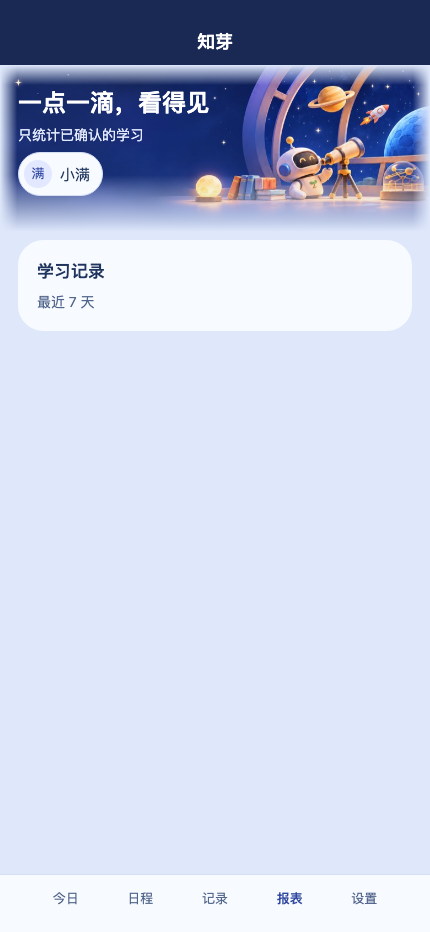 知芽
一点一滴，看得见
只统计已确认的学习
满 小满
学习记录
最近 7 天
今日 日程 记录 报表 设置